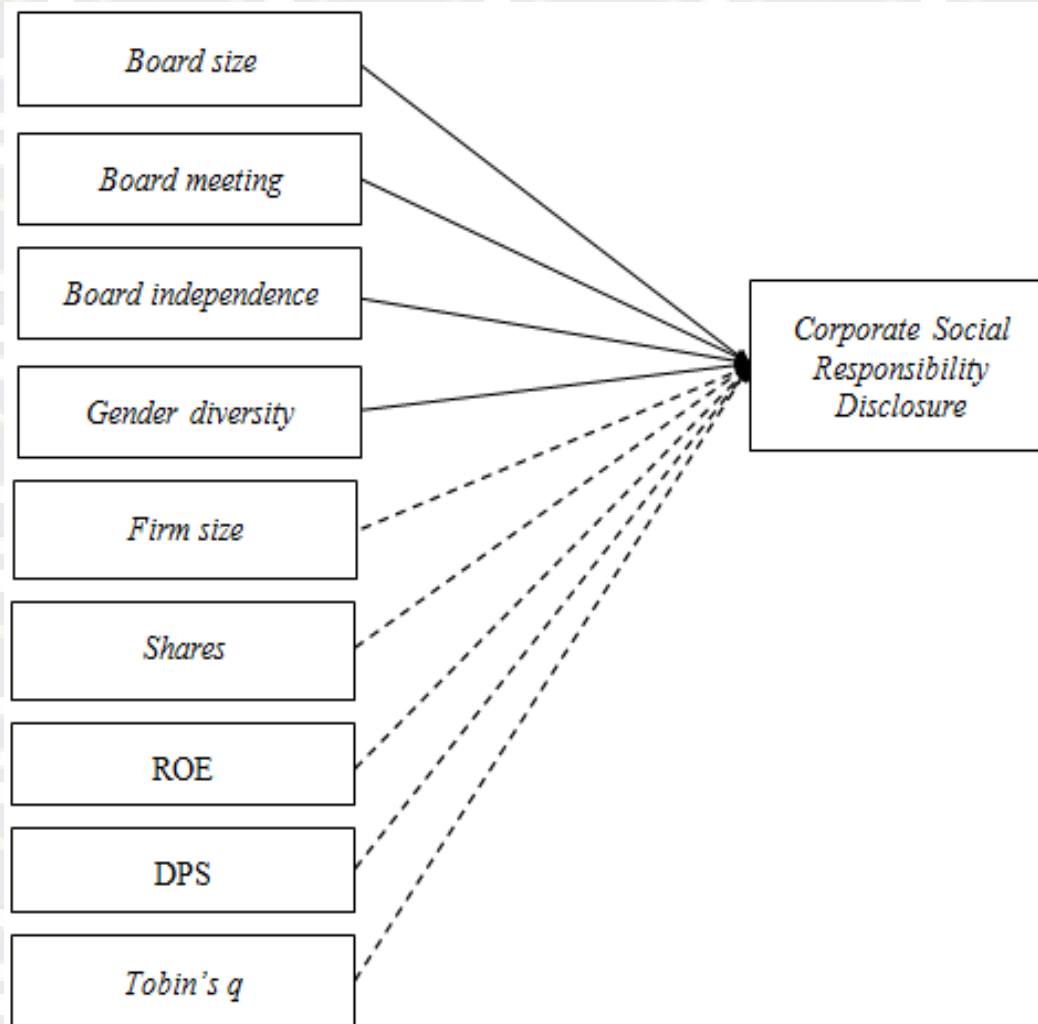 Board size
Board meeting
Board independence
Gender diversity
Firm size
Shares
ROE
DPS
Tobin’s q
Corporate Social
Responsibility
Disclosure